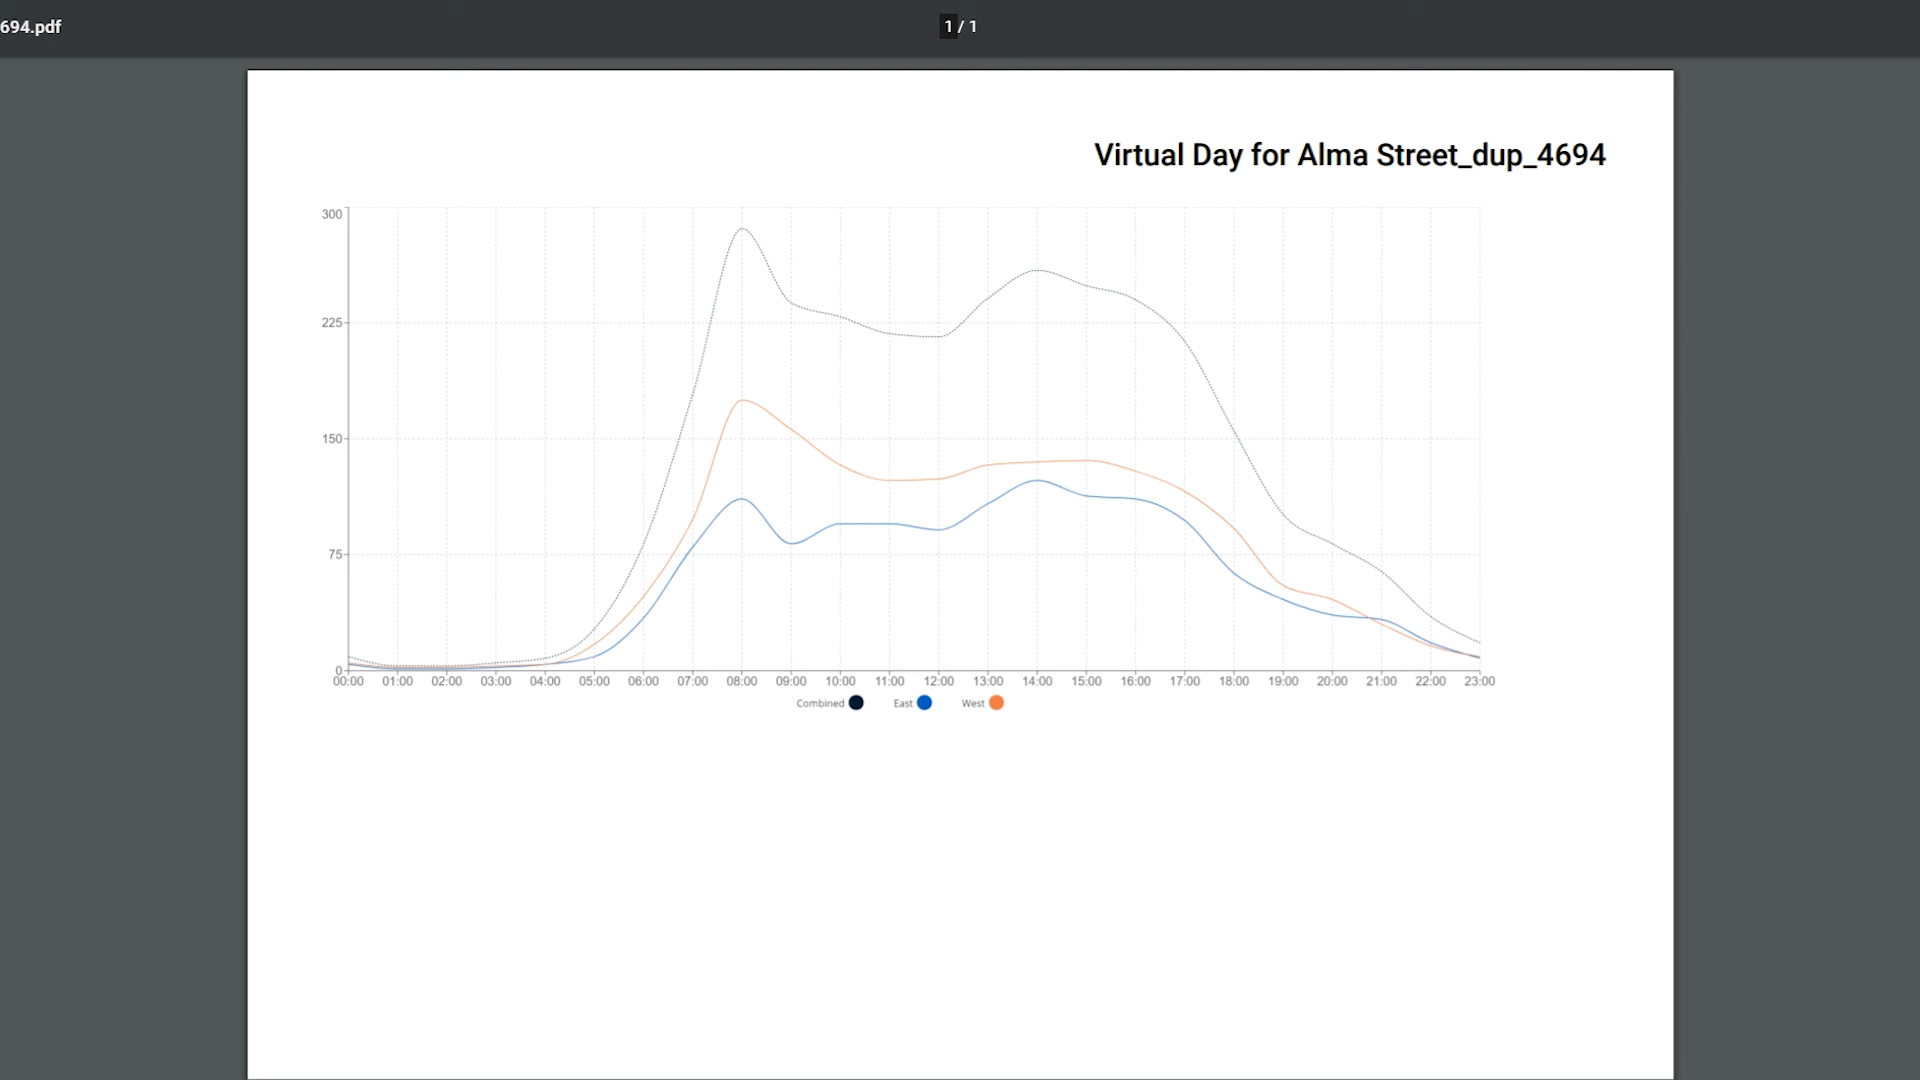 694.pdf
1 / 1
Virtual Day for Alma Street_dup_4694
300
225
150
75
0
00:00 01:00 02:00 03:00 04:00 05:00 06:00 07:00 08:00 09:00 10:00 11:00 12:00 13:00 14:00 15:00 16:00 17:00 18:00 19:00 20:00 21:00 22:00 23:00
Combined East West